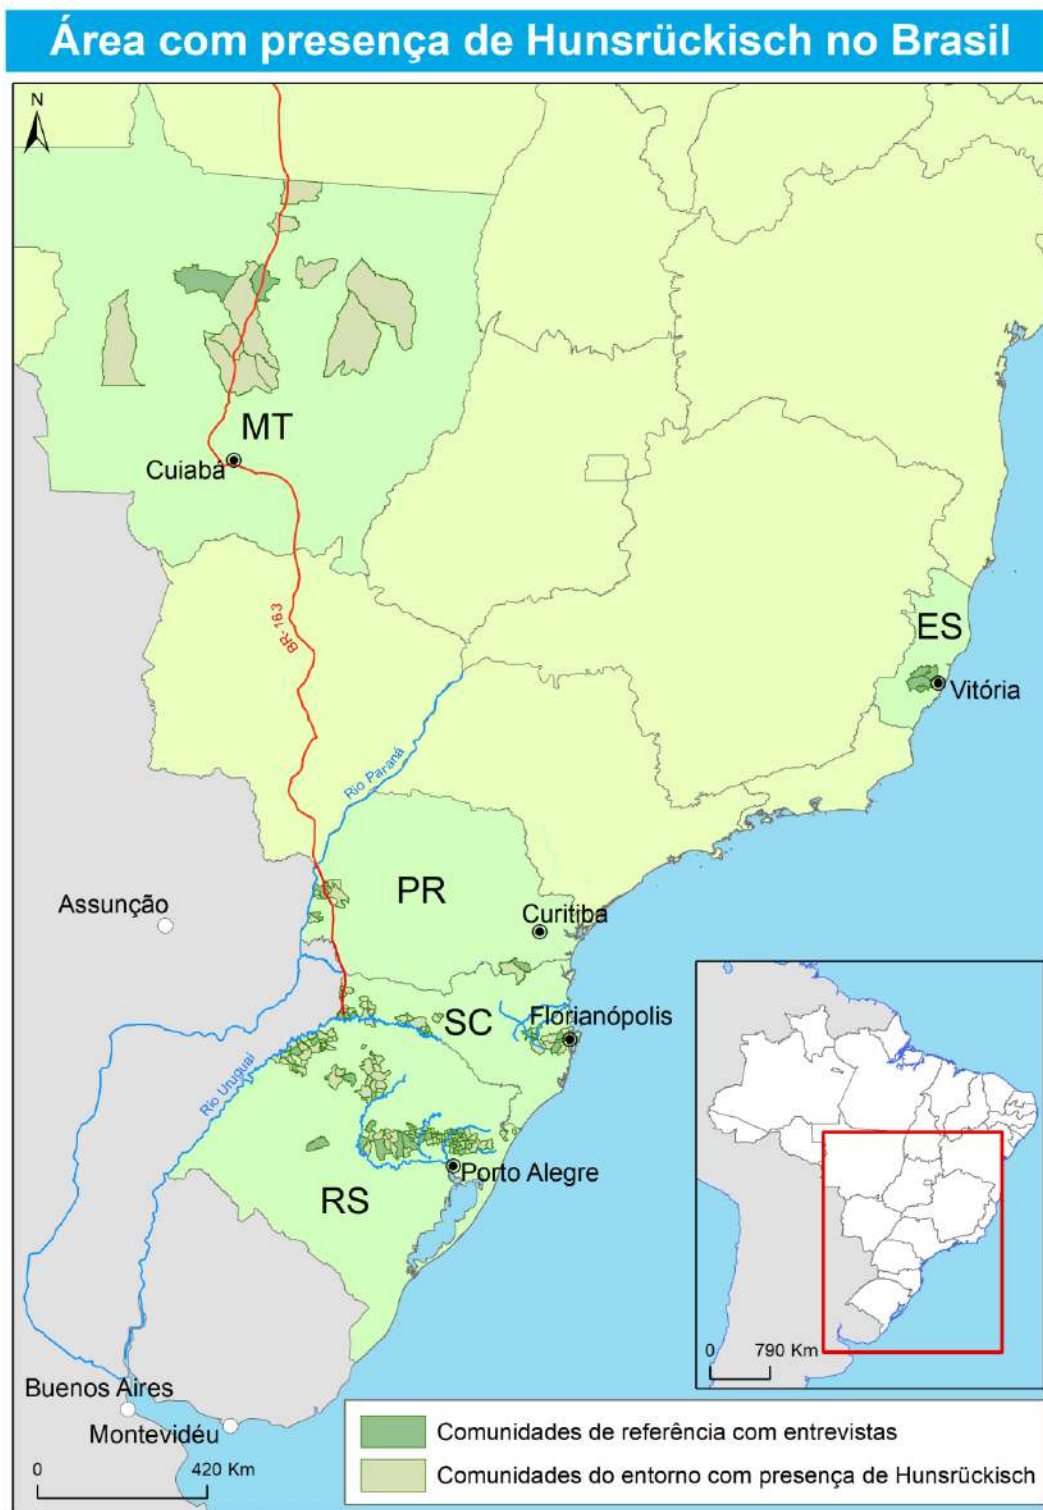 Área com presença de Hunsrückisch no Brasil
N
MT
Cuiabá
BR-163
ES
Vitória
Rio Paraná
PR
Assunção
Curitiba
SC
Florianópolis
Rio Uruguai
Porto Alegre
RS
0 790 Km
Buenos Aires
Montevidéu
0 420 Km
Comunidades de referência com entrevistas
Comunidades do entorno com presença de Hunsrückisch